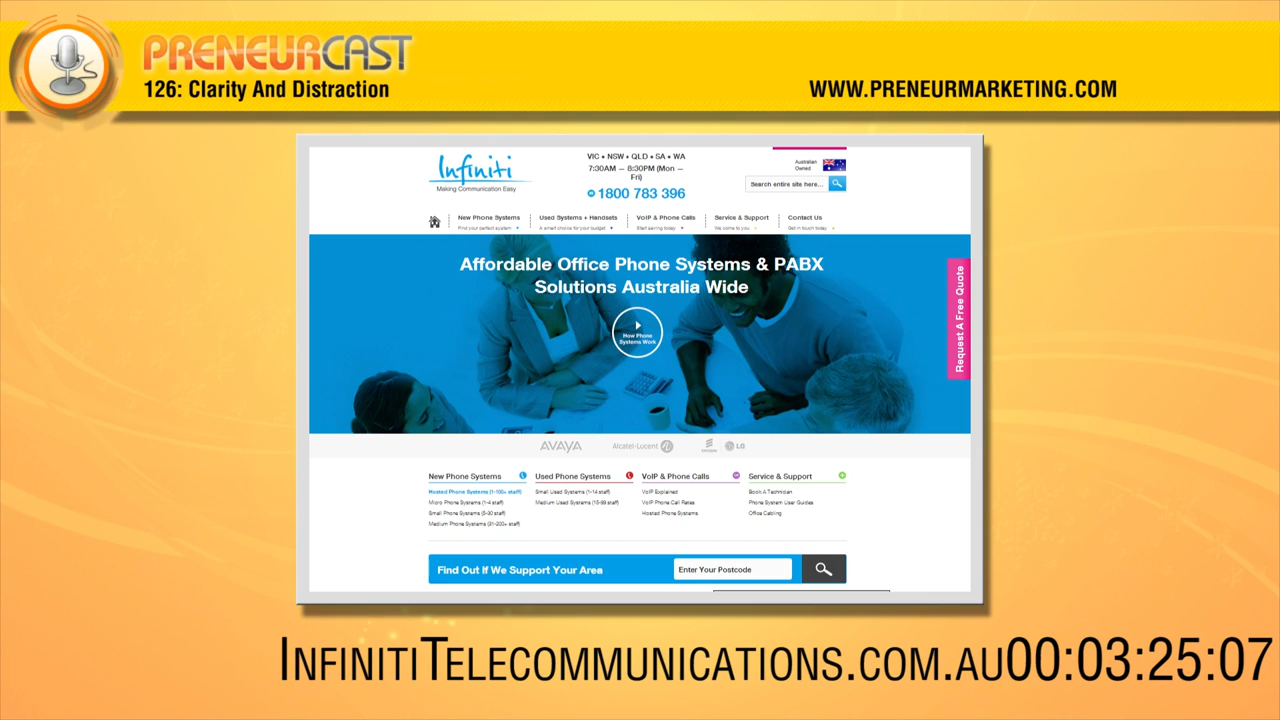 PRENEURCAST
126: Clarity And Distraction
WWW.PRENEURMARKETING.COM
Infiniti
Making Communication Easy
VIC • NSW • QLD • SA • WA
7:30AM — 8:30PM (Mon —
Fri)
1800 783 396
Australian
Owned
Search entire site here...
New Phone Systems
Find your perfect system
Used Systems + Handsets
A smart choice for your budget
VoIP & Phone Calls
Start saving today
Service & Support
We come to you
Contact Us
Get in touch today
Affordable Office Phone Systems & PABX
Solutions Australia Wide
How Phone
Systems Work
Request A Free Quote
AVAYA
Alcatel-Lucent
ERICSSON
LG
New Phone Systems
Hosted Phone Systems (1-100+ staff)
Micro Phone Systems (1-4 staff)
Small Phone Systems (5-30 staff)
Medium Phone Systems (31-200+ staff)
Used Phone Systems
Small Used Systems (1-14 staff)
Medium Used Systems (15-99 staff)
VoIP & Phone Calls
VoIP Explained
VoIP Phone Call Rates
Hosted Phone Systems
Service & Support
Book A Technician
Phone System User Guides
Office Cabling
Find Out If We Support Your Area
Enter Your Postcode
INFINITITELECOMMUNICATIONS.COM.AU00:03:25:07